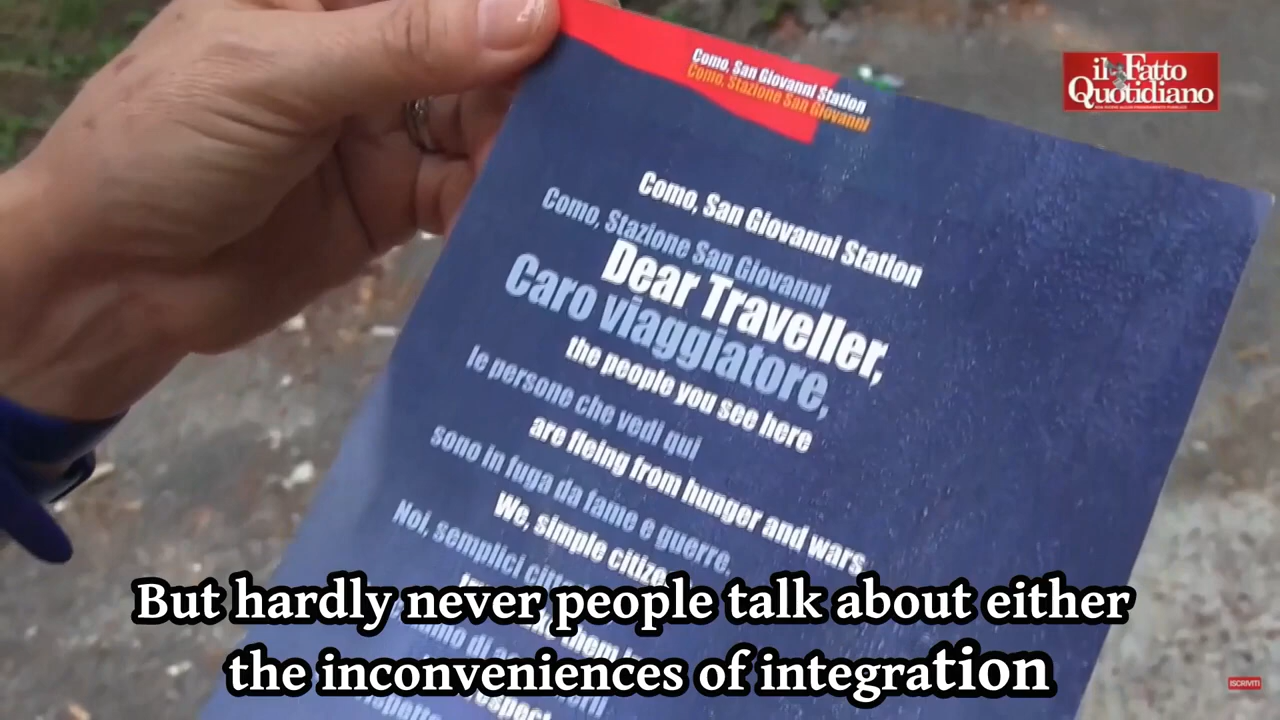 Como, San Giovanni Station
Como, Stazione San Giovanni
il Fatto
Quotidiano
Como, San Giovanni Station
Como, Stazione San Giovanni
Dear Traveller,
Caro viaggiatore,
the people you see here
le persone che vedi qui
are fleing from hunger and wars.
sono in fuga da fame e guerre.
We, simple
Noi, semplici
But hardly never people talk about either
the inconveniences of integration
ISCRIVITI